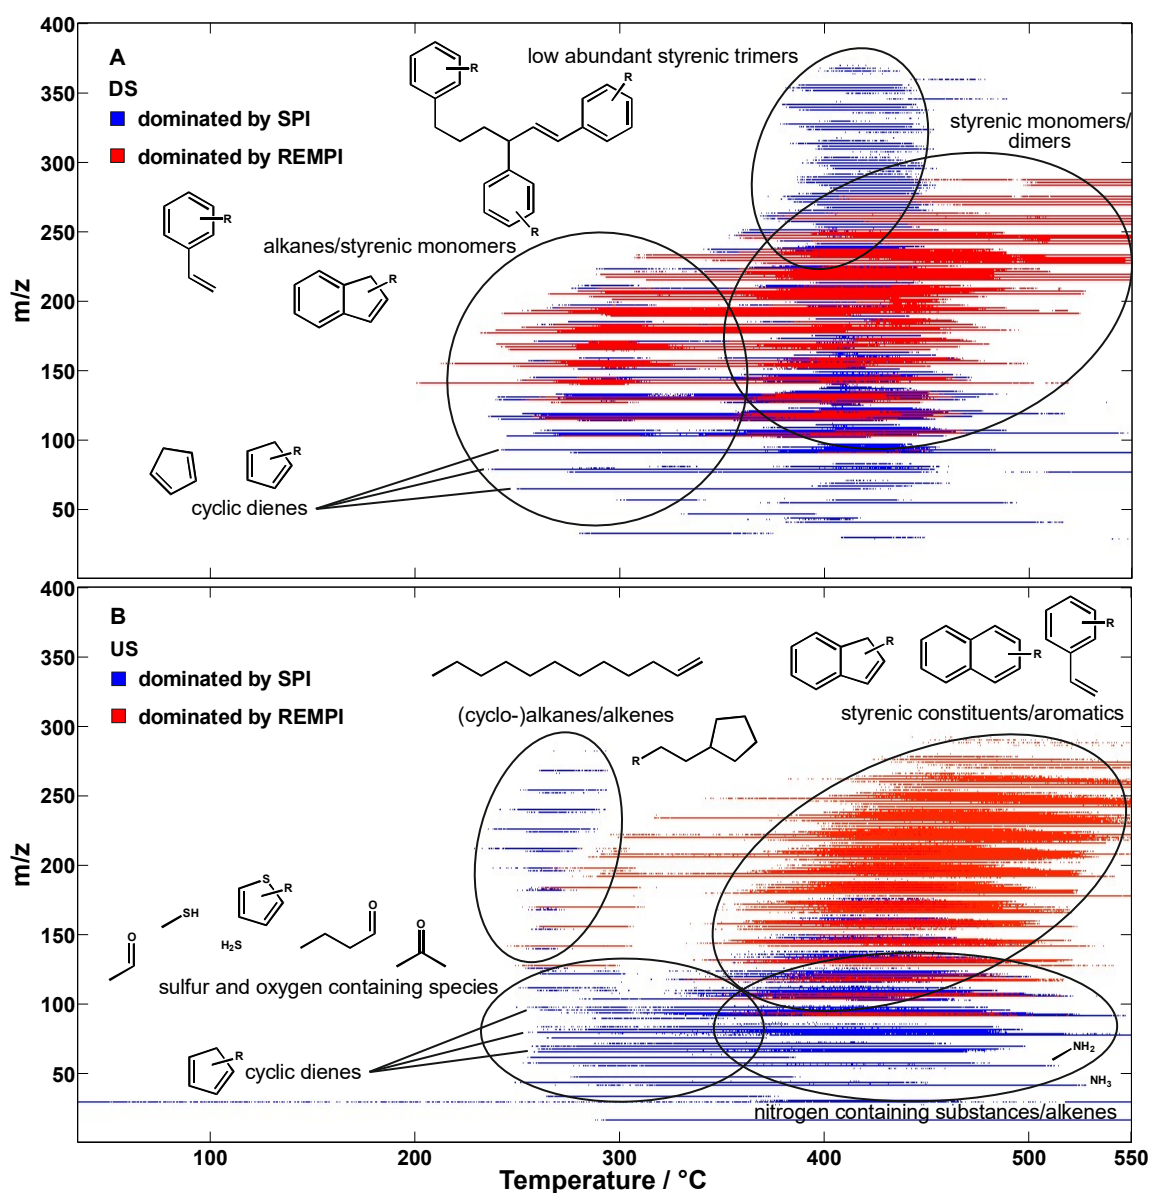 400
350
300
250
200
150
100
50
m/z
A
DS
dominated by SPI
dominated by REMPI
low abundant styrenic trimers
styrenic monomers/
dimers
alkanes/styrenic monomers
cyclic dienes
R
R
R
R
R
R
400
350
300
250
200
150
100
50
m/z
B
US
dominated by SPI
dominated by REMPI
(cyclo-)alkanes/alkenes
styrenic constituents/aromatics
R
R
R
R
S
R
SH
H2S
O
O
O
sulfur and oxygen containing species
R
cyclic dienes
NH2
NH3
nitrogen containing substances/alkenes
100
200
300
400
500
550
Temperature / °C